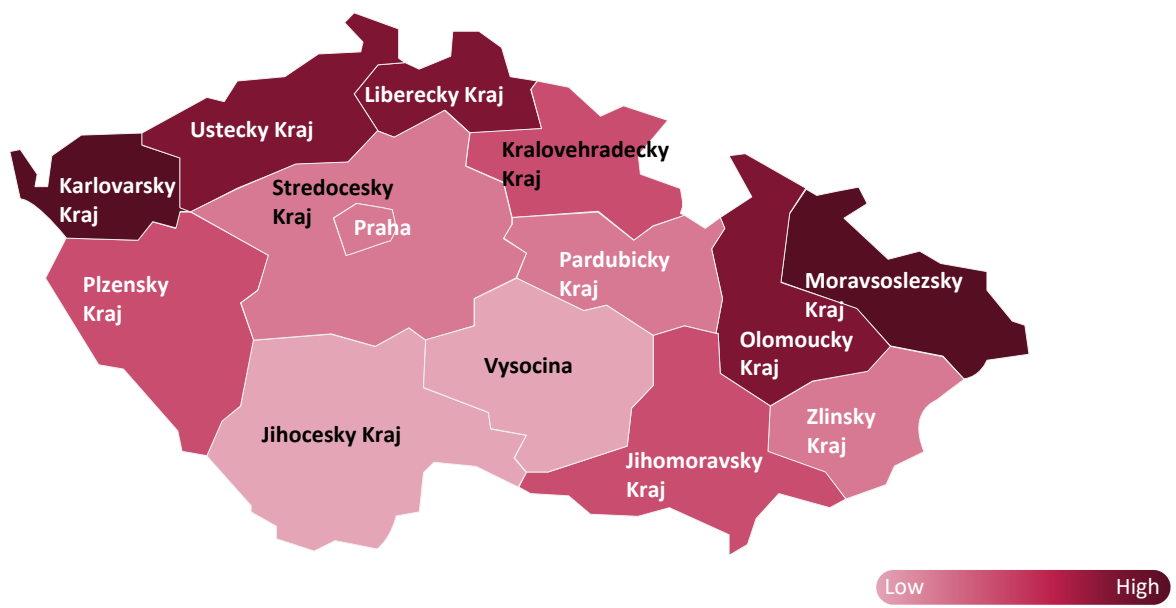 Liberecky Kraj
Ustecky Kraj
Kralovehradecky
Kraj
Karlovarsky
Kraj
Stredocesky
Kraj
Praha
Pardubicky
Kraj
Plzensky
Kraj
Moravsoslezsky
Kraj
Olomoucky
Kraj
Vysocina
Zlinsky
Kraj
Jihocesky Kraj
Jihomoravsky
Kraj
Low
High